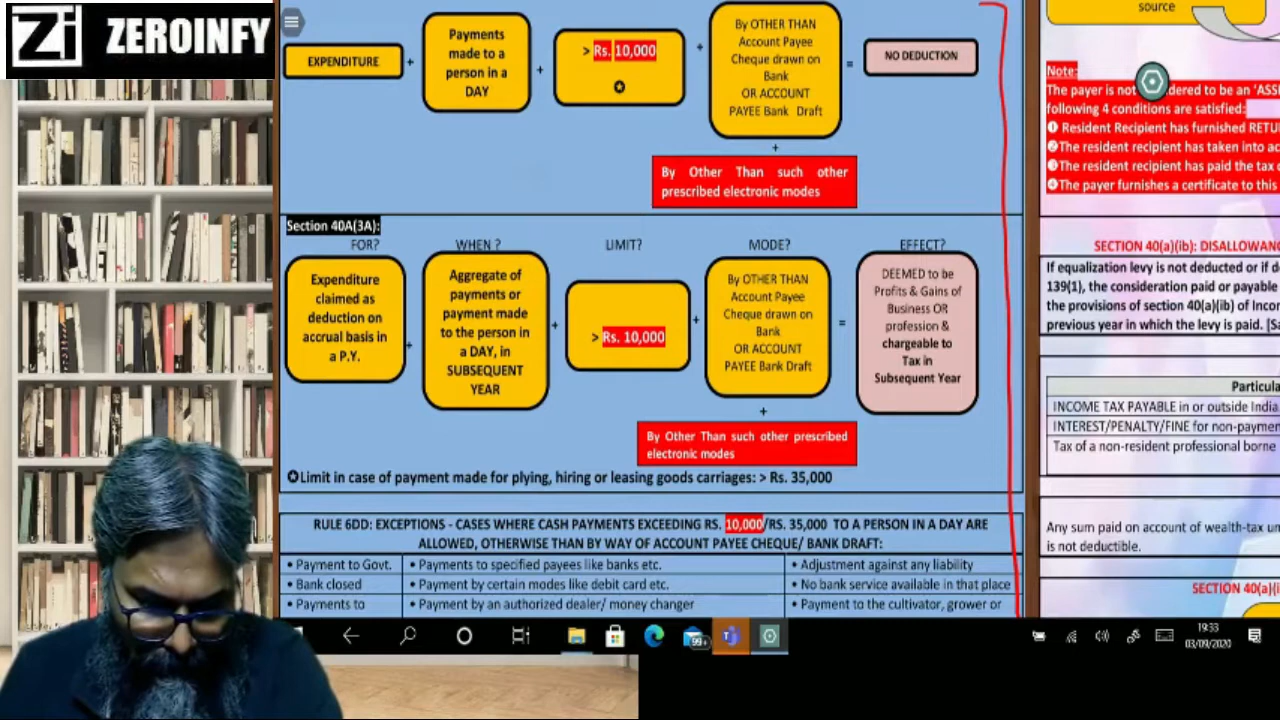 Zi ZEROINFY
EXPENDITURE
+
Payments
made to a
person in a
DAY
+
> Rs. 10,000
✪
+
By OTHER THAN
Account Payee
Cheque drawn on
Bank
OR ACCOUNT
PAYEE Bank Draft
=
NO DEDUCTION
+
By Other Than such other
prescribed electronic modes
Section 40A(3A):
FOR?
WHEN ?
LIMIT?
MODE?
EFFECT?
Expenditure
claimed as
deduction on
accrual basis in
a P.Y.
+
Aggregate of
payments or
payment made
to the person in
a DAY, in
SUBSEQUENT
YEAR
+
> Rs. 10,000
+
By OTHER THAN
Account Payee
Cheque drawn on
Bank
OR ACCOUNT
PAYEE Bank Draft
=
DEEMED to be
Profits & Gains of
Business OR
profession &
chargeable to
Tax in
Subsequent Year
+
By Other Than such other prescribed
electronic modes
✪Limit in case of payment made for plying, hiring or leasing goods carriages: > Rs. 35,000
RULE 6DD: EXCEPTIONS - CASES WHERE CASH PAYMENTS EXCEEDING RS. 10,000/RS. 35,000 TO A PERSON IN A DAY ARE
ALLOWED, OTHERWISE THAN BY WAY OF ACCOUNT PAYEE CHEQUE/ BANK DRAFT:
• Payment to Govt. • Payments to specified payees like banks etc. • Adjustment against any liability
• Bank closed • Payment by certain modes like debit card etc. • No bank service available in that place
• Payments to • Payment by an authorized dealer/ money changer • Payment to the cultivator, grower or
source
Note:
The payer is not dered to be an 'ASSE
following 4 conditions are satisfied:
❶ Resident Recipient has furnished RETU
❷The resident recipient has taken into ac
❸The resident recipient has paid the tax o
❹The payer furnishes a certificate to this
SECTION 40(a)(ib): DISALLOWANC
If equalization levy is not deducted or if d
139(1), the consideration paid or payable
the provisions of section 40(a)(ib) of Incor
previous year in which the levy is paid. [S
Particula
INCOME TAX PAYABLE in or outside India
INTEREST/PENALTY/FINE for non-paymen
Tax of a non-resident professional borne
Any sum paid on account of wealth-tax un
is not deductible.
SECTION 40(a)(i
99+
19:33
03/09/2020